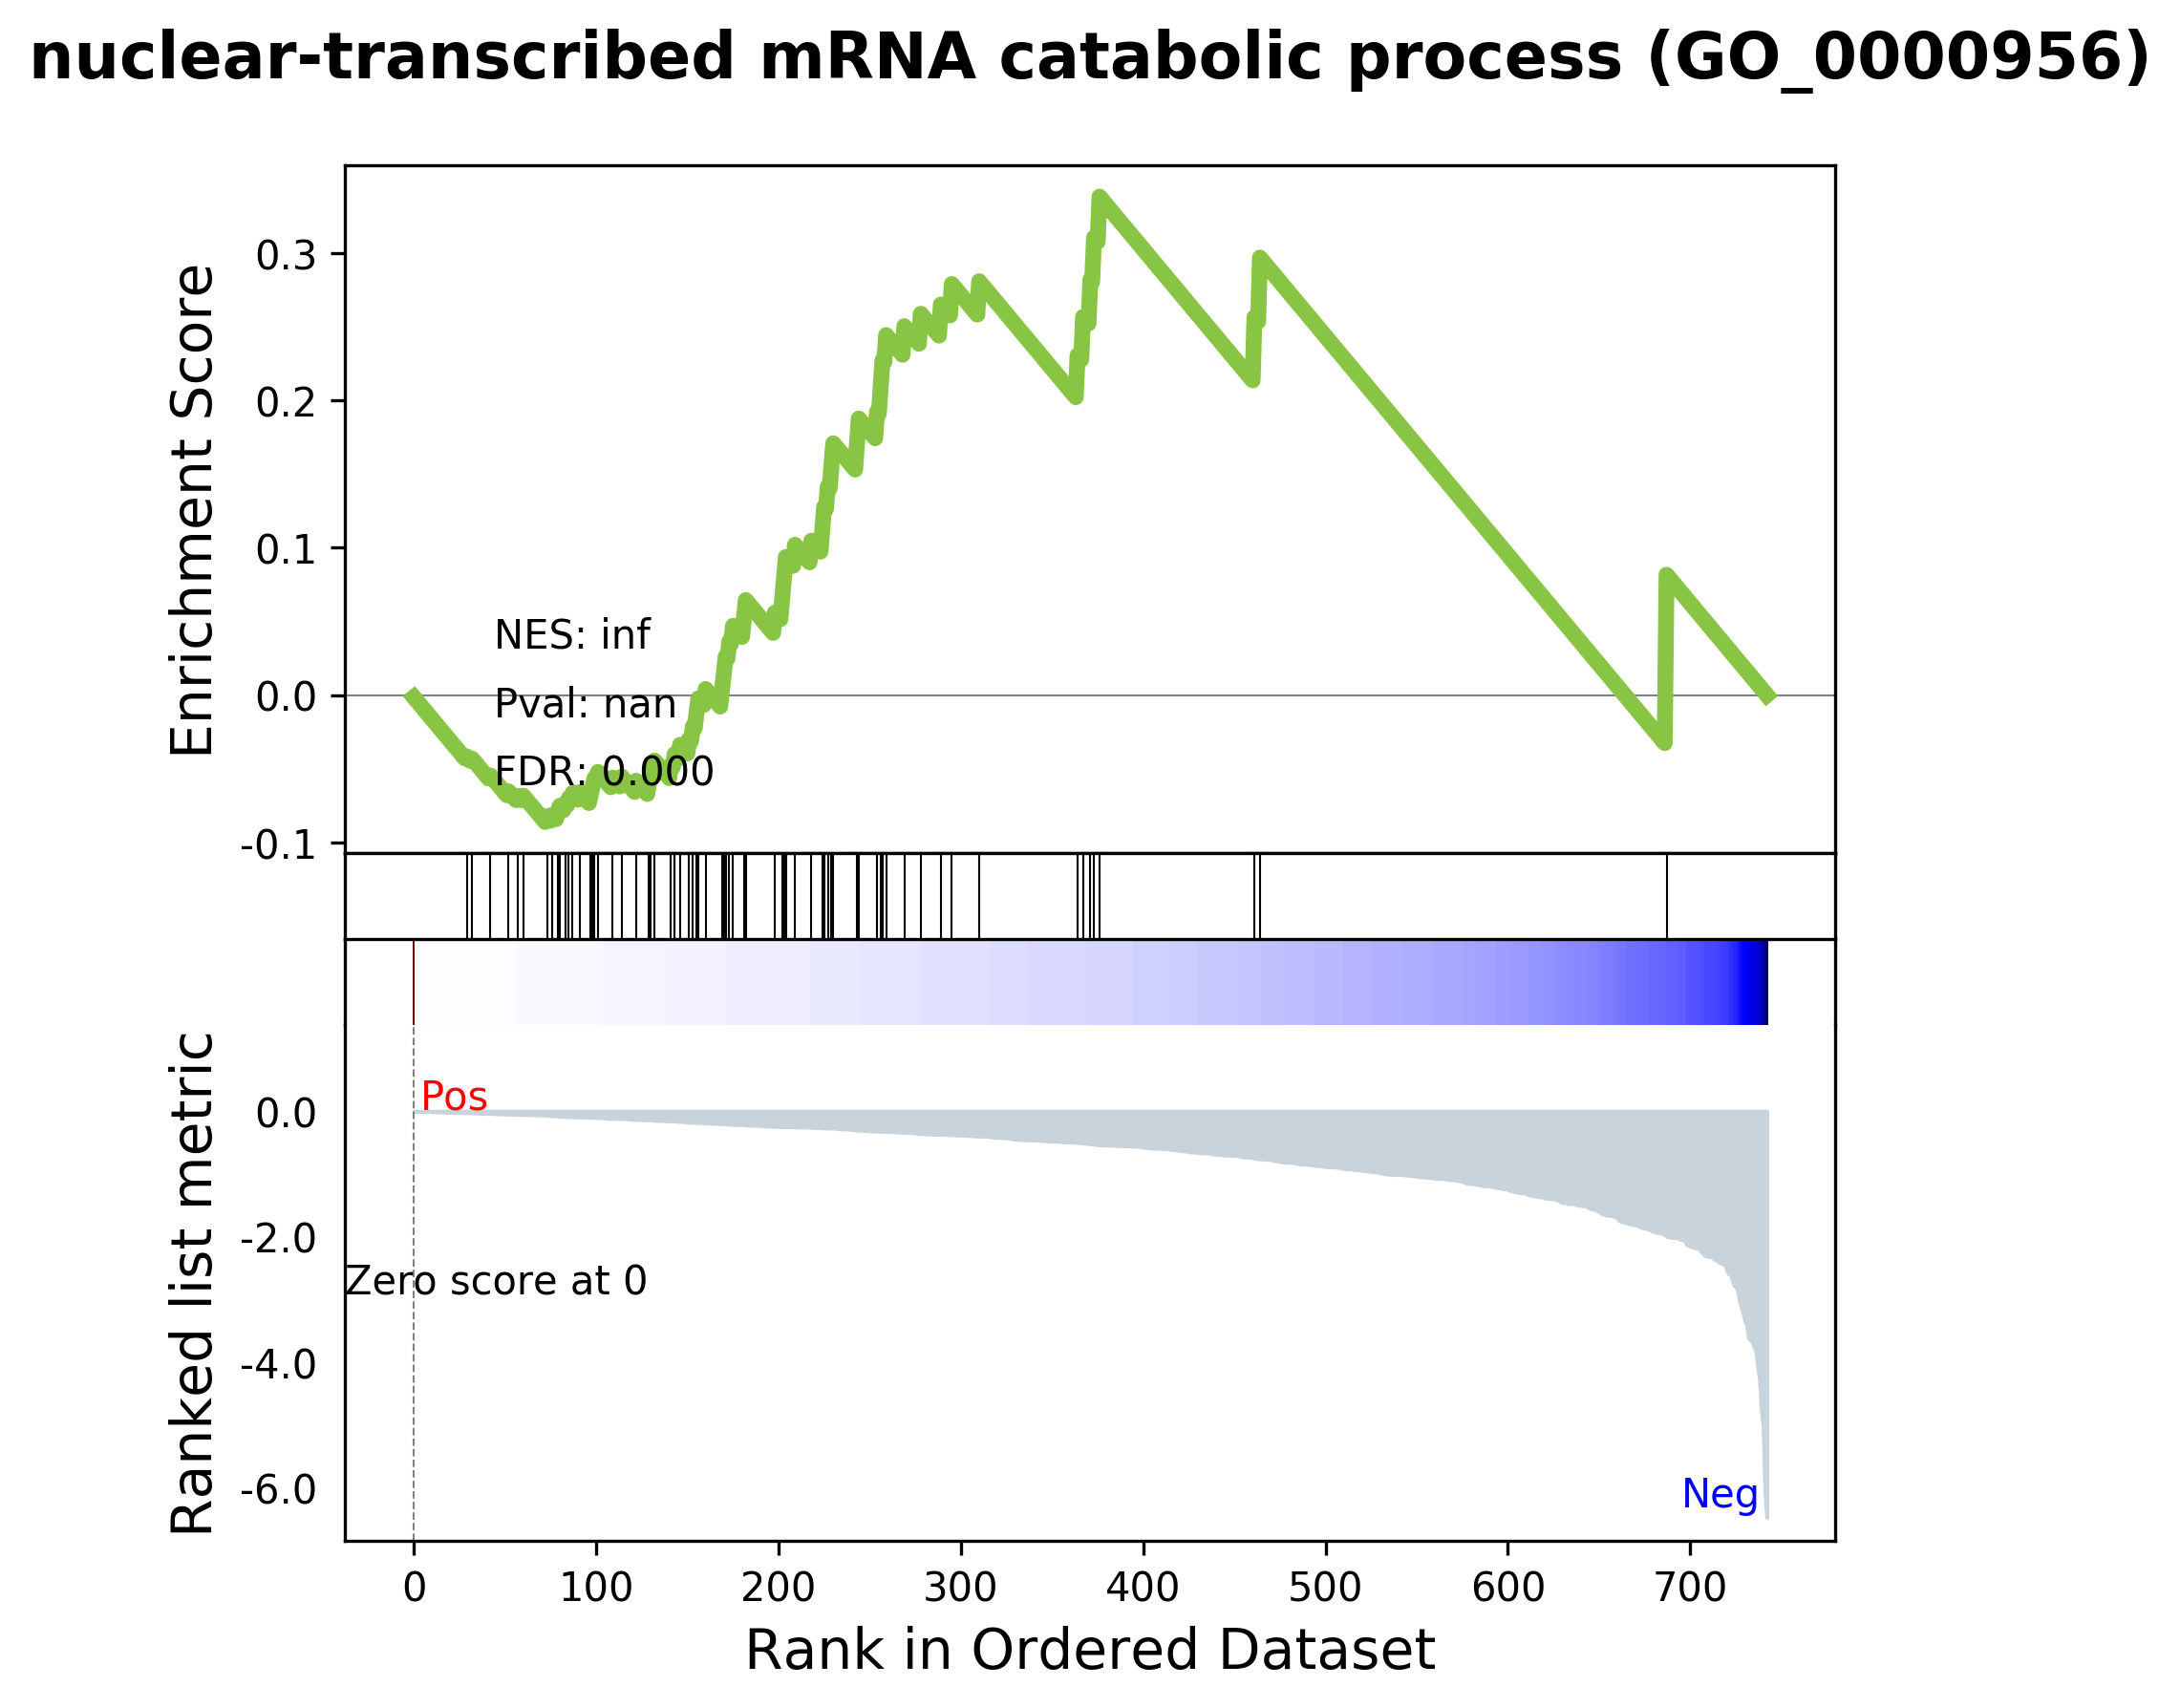 nuclear-transcribed mRNA catabolic process (GO_0000956)
Enrichment Score
0.3
0.2
0.1
0.0
-0.1
NES: inf
Pval: nan
FDR: 0.000
Ranked list metric
0.0
-2.0
-4.0
-6.0
Pos
Zero score at 0
Neg
0 100 200 300 400 500 600 700
Rank in Ordered Dataset